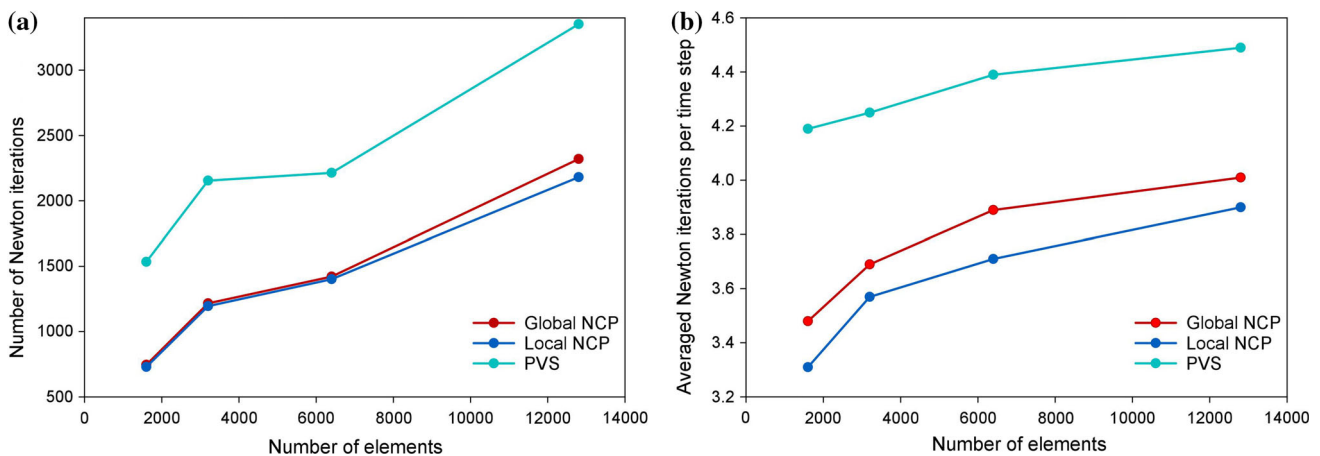 (a)
Number of Newton iterations
3000
2500
2000
1500
1000
500
0
2000
4000
6000
8000
10000
12000
14000
Number of elements
Global NCP
Local NCP
PVS
(b)
Averaged Newton iterations per time step
4.6
4.4
4.2
4.0
3.8
3.6
3.4
3.2
0
2000
4000
6000
8000
10000
12000
14000
Number of elements
Global NCP
Local NCP
PVS